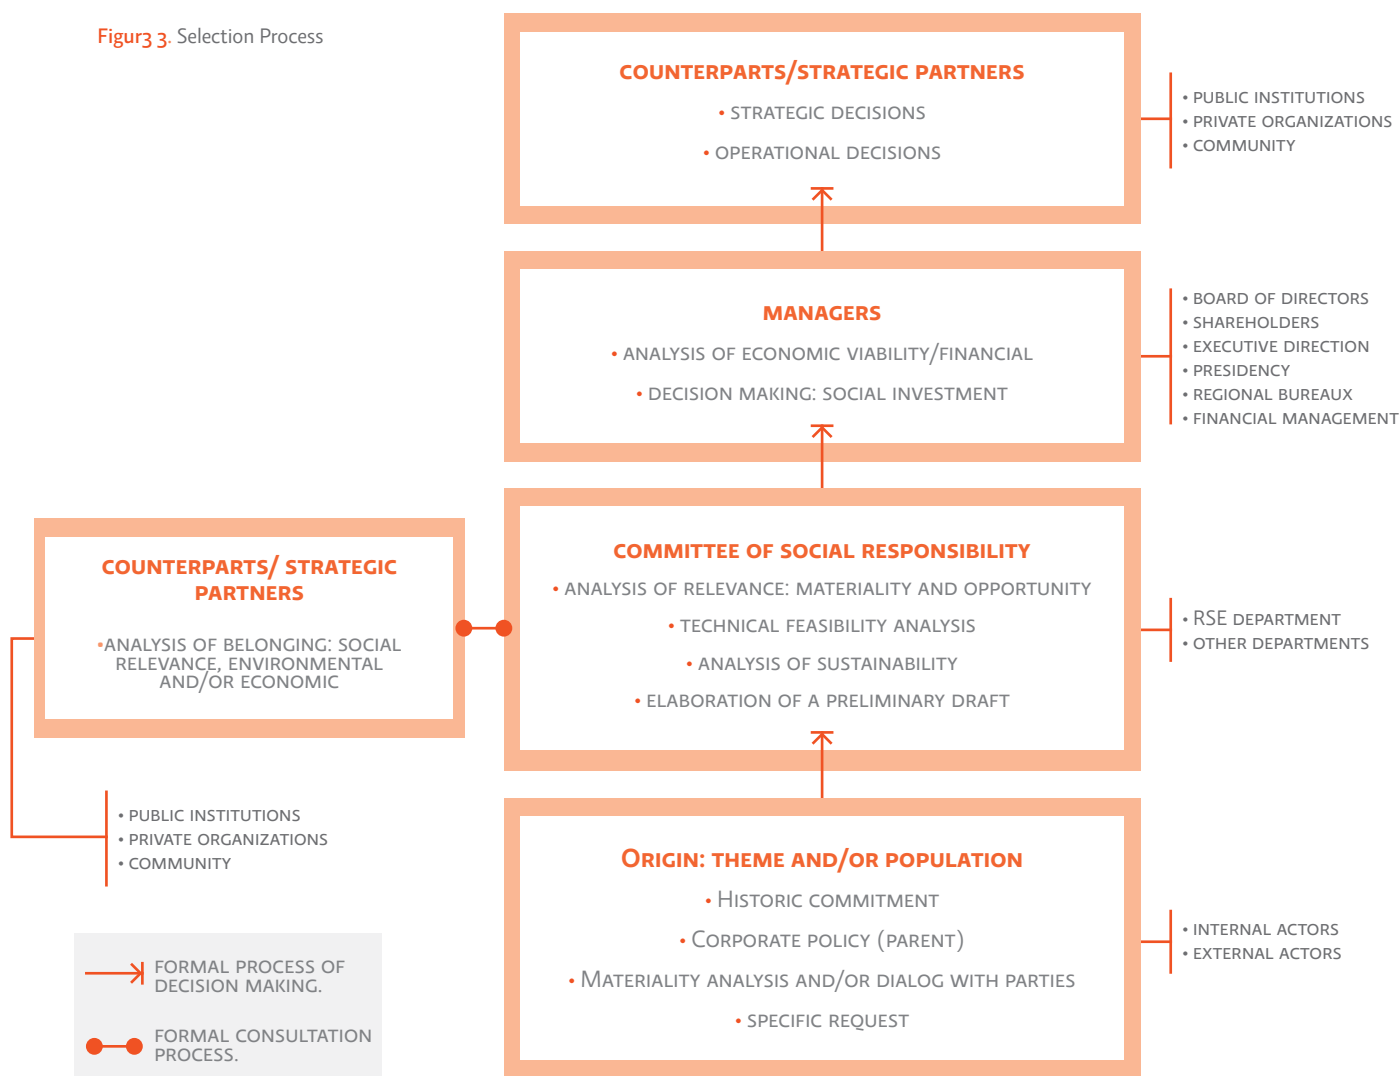 Figur3 3. Selection Process
COUNTERPARTS/STRATEGIC PARTNERS
• STRATEGIC DECISIONS
• OPERATIONAL DECISIONS
• PUBLIC INSTITUTIONS
• PRIVATE ORGANIZATIONS
• COMMUNITY
MANAGERS
• ANALYSIS OF ECONOMIC VIABILITY/FINANCIAL
• DECISION MAKING: SOCIAL INVESTMENT
• BOARD OF DIRECTORS
• SHAREHOLDERS
• EXECUTIVE DIRECTION
• PRESIDENCY
• REGIONAL BUREAUX
• FINANCIAL MANAGEMENT
COUNTERPARTS/ STRATEGIC
PARTNERS
•ANALYSIS OF BELONGING: SOCIAL
RELEVANCE, ENVIRONMENTAL
AND/OR ECONOMIC
• PUBLIC INSTITUTIONS
• PRIVATE ORGANIZATIONS
• COMMUNITY
COMMITTEE OF SOCIAL RESPONSIBILITY
• ANALYSIS OF RELEVANCE: MATERIALITY AND OPPORTUNITY
• TECHNICAL FEASIBILITY ANALYSIS
• ANALYSIS OF SUSTAINABILITY
• ELABORATION OF A PRELIMINARY DRAFT
• RSE DEPARTMENT
• OTHER DEPARTMENTS
ORIGIN: THEME AND/OR POPULATION
• HISTORIC COMMITMENT
• CORPORATE POLICY (PARENT)
• MATERIALITY ANALYSIS AND/OR DIALOG WITH PARTIES
• SPECIFIC REQUEST
• INTERNAL ACTORS
• EXTERNAL ACTORS
FORMAL PROCESS OF
DECISION MAKING.
FORMAL CONSULTATION
PROCESS.